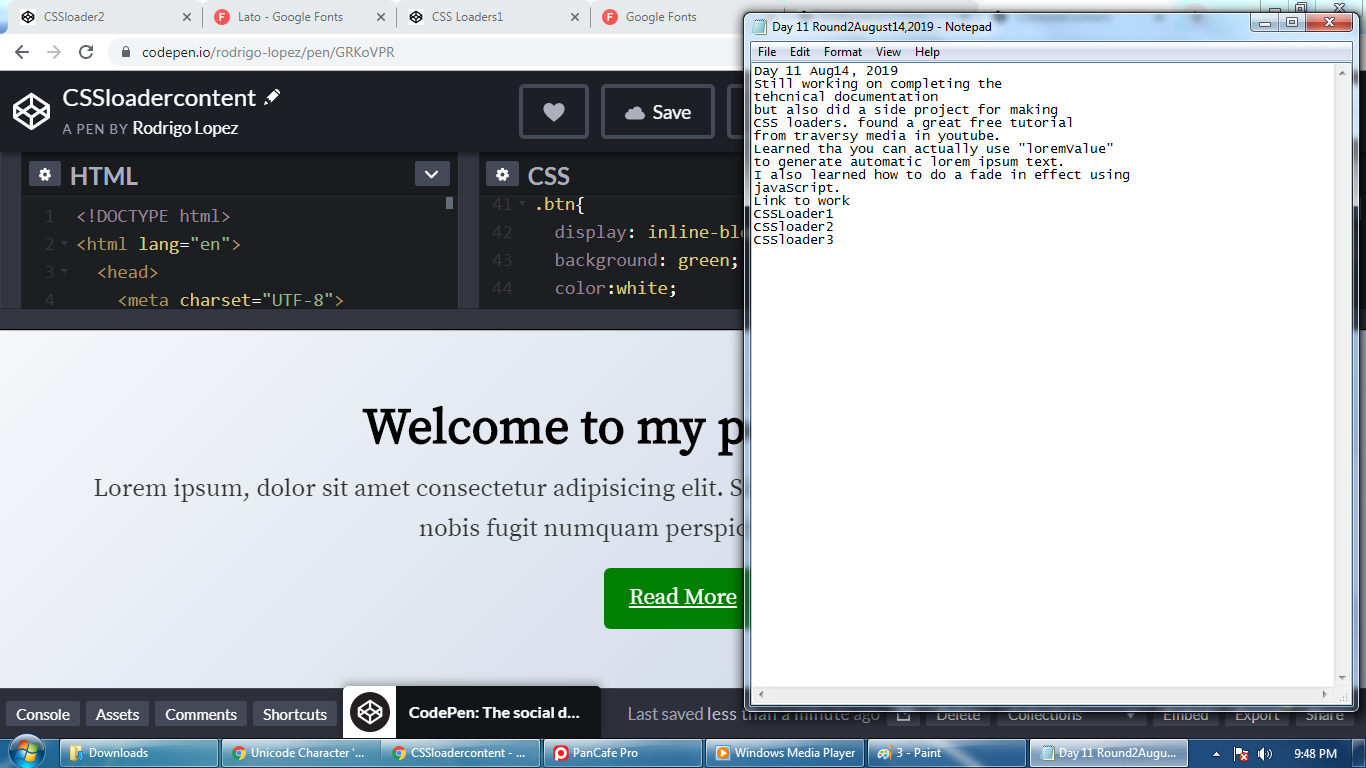 CSSloader2
Lato - Google Fonts
CSS Loaders1
Google Fonts
codepen.io/rodrigo-lopez/pen/GRKoVPR
CSSloadercontent
A PEN BY Rodrigo Lopez
Save
HTML
1 <!DOCTYPE html>
2 <html lang="en">
3 <head>
4 <meta charset="UTF-8">
CSS
41 .btn{
42 display: inline-blo
43 background: green;
44 color:white;
Welcome to my p
Lorem ipsum, dolor sit amet consectetur adipisicing elit. S
nobis fugit numquam perspic
Read More
Day 11 Round2August14,2019 - Notepad
File Edit Format View Help
Day 11 Aug14, 2019
Still working on completing the
tehcnical documentation
but also did a side project for making
CSS loaders. found a great free tutorial
from traversy media in youtube.
Learned tha you can actually use "loremValue"
to generate automatic lorem ipsum text.
I also learned how to do a fade in effect using
javaScript.
Link to work
CSSLoader1
CSSloader2
CSSloader3
Console Assets Comments Shortcuts
CodePen: The social d...
Last saved less than a minute ago
Delete Collections Embed Export Share
Downloads
Unicode Character '...
CSSloadercontent - ...
PanCafe Pro
Windows Media Player
3 - Paint
Day 11 Round2Augu...
9:48 PM